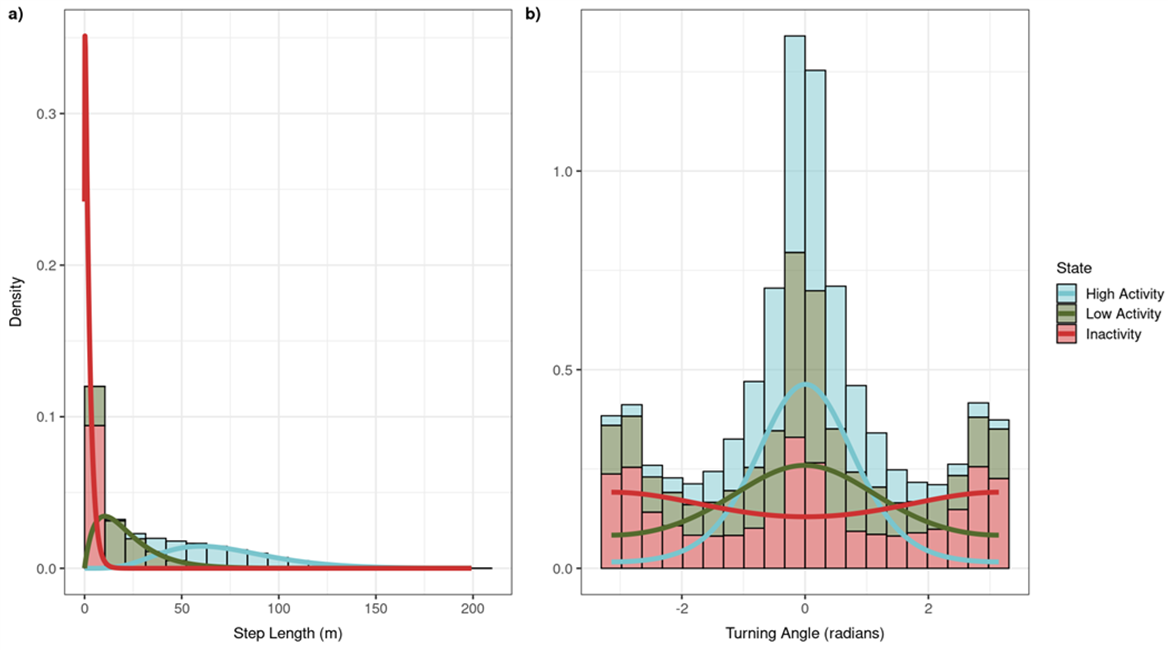 a)
0.3
0.2
0.1
0.0
Density
0 50 100 150 200
Step Length (m)
b)
1.0
0.5
0.0
-2 0 2
Turning Angle (radians)
State
High Activity
Low Activity
Inactivity